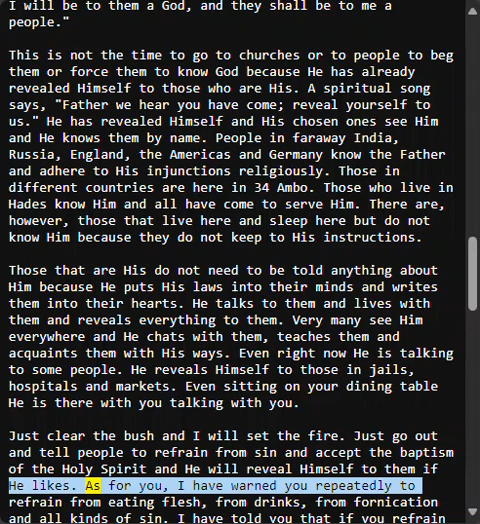 I will be to them a God, and they shall be to me a
people."
This is not the time to go to churches or to people to beg
them or force them to know God because He has already
revealed Himself to those who are His. A spiritual song
says, "Father we hear you have come; reveal yourself to
us." He has revealed Himself and His chosen ones see Him
and He knows them by name. People in faraway India,
Russia, England, the Americas and Germany know the Father
and adhere to His injunctions religiously. Those in
different countries are here in 34 Ambo. Those who live in
Hades know Him and all have come to serve Him. There are,
however, those that live here and sleep here but do not
know Him because they do not keep to His instructions.
Those that are His do not need to be told anything about
Him because He puts His laws into their minds and writes
them into their hearts. He talks to them and lives with
them and reveals everything to them. Very many see Him
everywhere and He chats with them, teaches them and
acquaints them with His ways. Even right now He is talking
to some people. He reveals Himself to those in jails,
hospitals and markets. Even sitting on your dining table
He is there with you talking with you.
Just clear the bush and I will set the fire. Just go out
and tell people to refrain from sin and accept the baptism
of the Holy Spirit and He will reveal Himself to them if
He likes. As for you, I have warned you repeatedly to
refrain from eating flesh, from drinks, from fornication
and all kinds of sin. I have told you that if you refrain